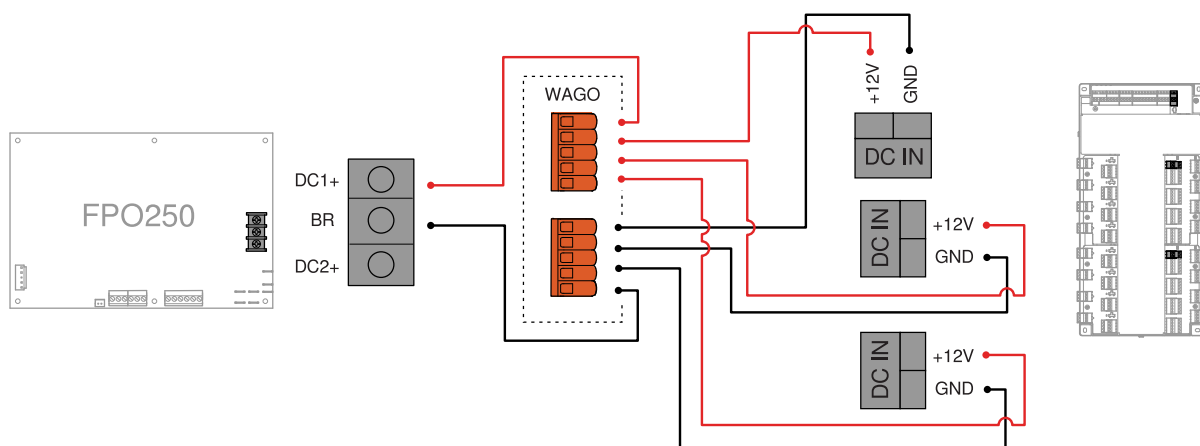 FPO250
DC1+
BR
DC2+
WAGO
+12V
GND
DC IN
DC IN
+12V
GND
DC IN
+12V
GND